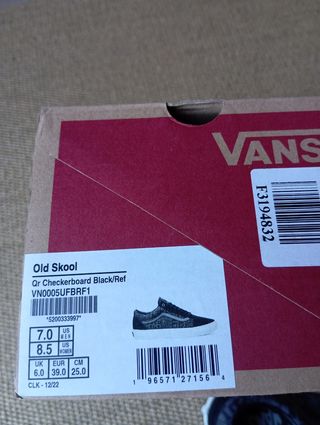 VANS
F3194832
Old Skool
Qr Checkerboard Black/Ref
VN0005UFBRF1
*5200333997*
7.0 US MEN
8.5 US WOMEN
UK EUR CM
6.0 39.0 25.0
CLK - 12/22
1 96571 27156 4